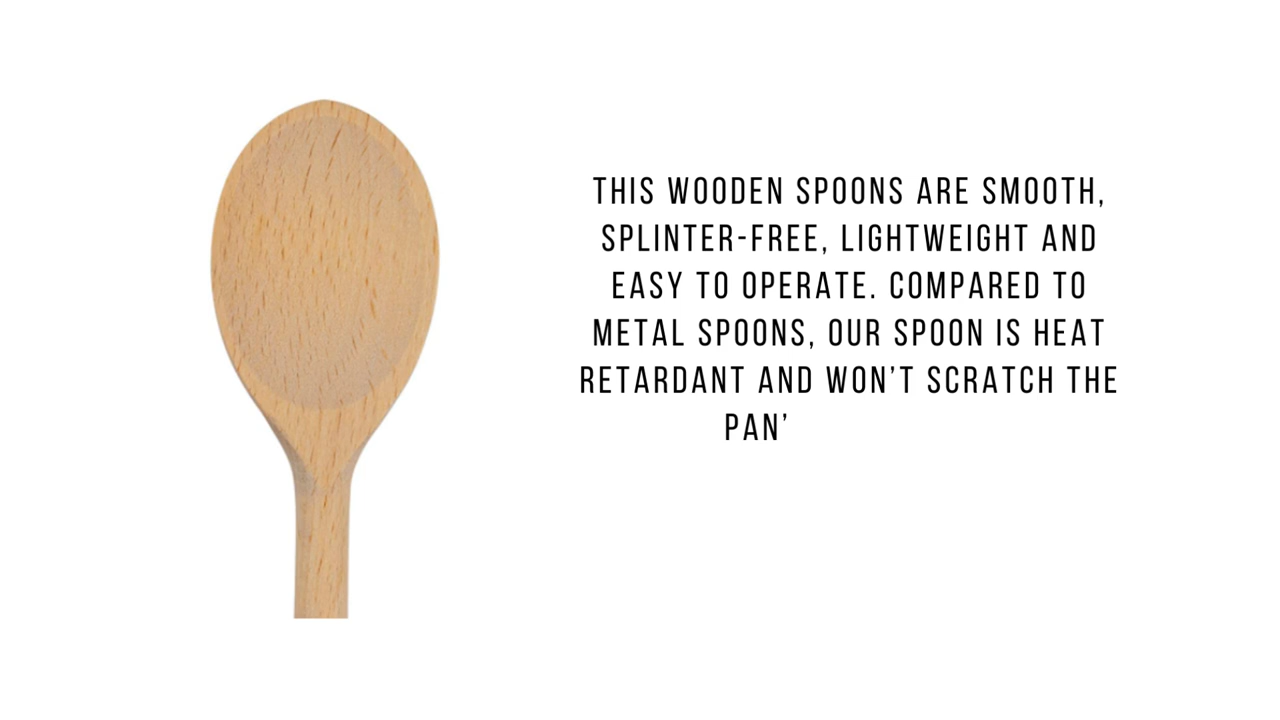 THIS WOODEN SPOONS ARE SMOOTH,
SPLINTER-FREE, LIGHTWEIGHT AND
EASY TO OPERATE. COMPARED TO
METAL SPOONS, OUR SPOON IS HEAT
RETARDANT AND WON’T SCRATCH THE
PAN’